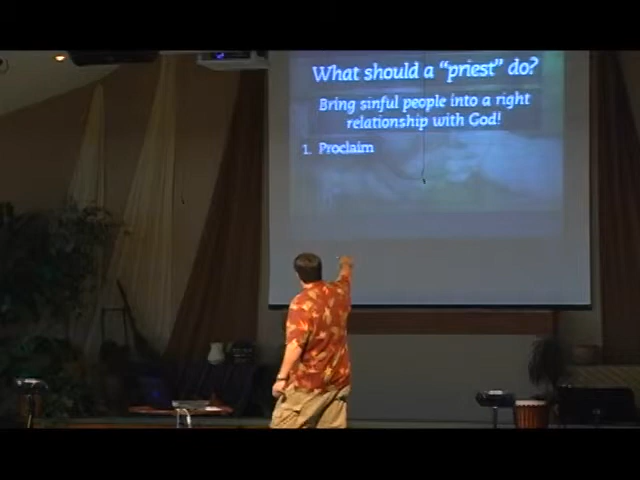 What should a "priest" do?
Bring sinful people into a right
relationship with God!
1. Proclaim